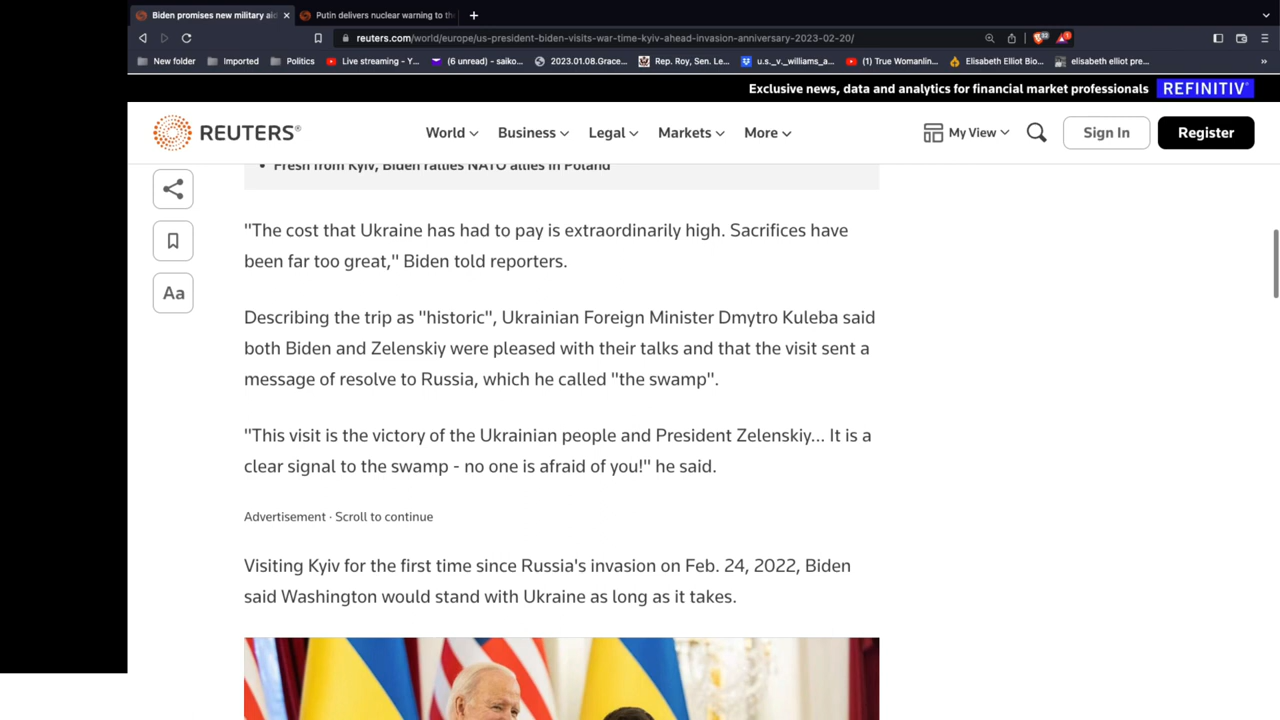 Biden promises new military aid
Putin delivers nuclear warning to th
reuters.com/world/europe/us-president-biden-visits-war-time-kyiv-ahead-invasion-anniversary-2023-02-20/
New folder
Imported
Politics
Live streaming - Y...
(6 unread) - saiko...
2023.01.08.Grace...
Rep. Roy, Sen. Le...
u.s._v._williams_a...
(1) True Womanlin...
Elisabeth Elliot Bio...
elisabeth elliot pre...
Exclusive news, data and analytics for financial market professionals REFINITIV
REUTERS®
World Business Legal Markets More
My View
Sign In
Register
• Fresh from Kyiv, Biden rallies NATO allies in Poland
Aa
"The cost that Ukraine has had to pay is extraordinarily high. Sacrifices have
been far too great," Biden told reporters.
Describing the trip as "historic", Ukrainian Foreign Minister Dmytro Kuleba said
both Biden and Zelenskiy were pleased with their talks and that the visit sent a
message of resolve to Russia, which he called "the swamp".
"This visit is the victory of the Ukrainian people and President Zelenskiy... It is a
clear signal to the swamp - no one is afraid of you!" he said.
Advertisement · Scroll to continue
Visiting Kyiv for the first time since Russia's invasion on Feb. 24, 2022, Biden
said Washington would stand with Ukraine as long as it takes.